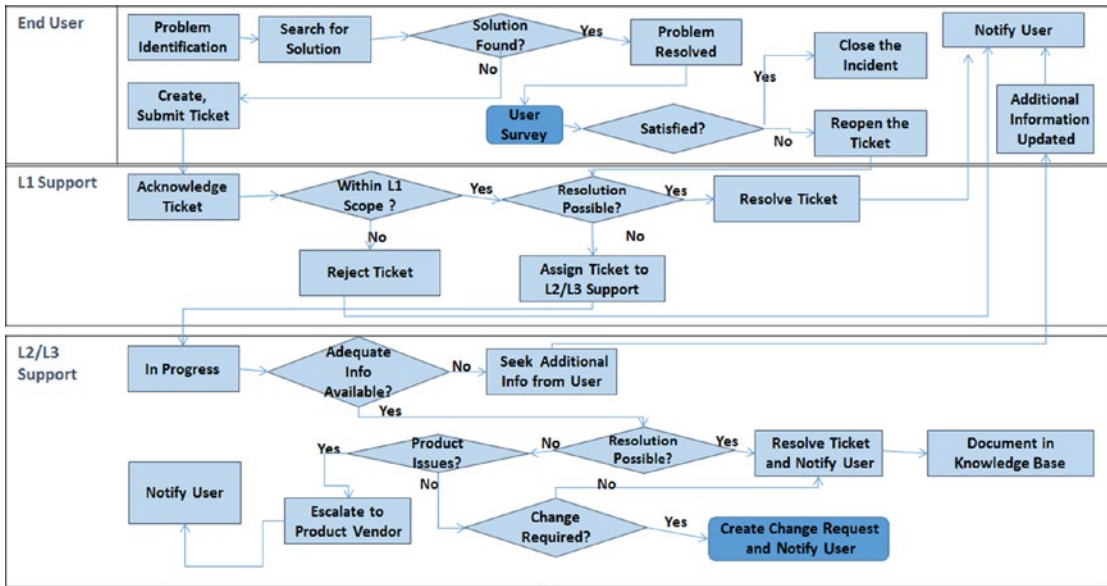 End User
Problem
Identification
Search for
Solution
Solution
Found?
Yes
No
Problem
Resolved
Yes
Close the
Incident
Notify User
Create,
Submit Ticket
User
Survey
Satisfied?
No
Reopen the
Ticket
Additional
Information
Updated
L1 Support
Acknowledge
Ticket
Within L1
Scope ?
Yes
No
Resolution
Possible?
Yes
No
Resolve Ticket
Reject Ticket
Assign Ticket to
L2/L3 Support
L2/L3
Support
In Progress
Adequate
Info
Available?
No
Yes
Seek Additional
Info from User
Product
Issues?
Yes
No
No
Resolution
Possible?
Yes
Resolve Ticket
and Notify User
Document in
Knowledge Base
Notify User
Escalate to
Product Vendor
Change
Required?
No
Yes
Create Change Request
and Notify User